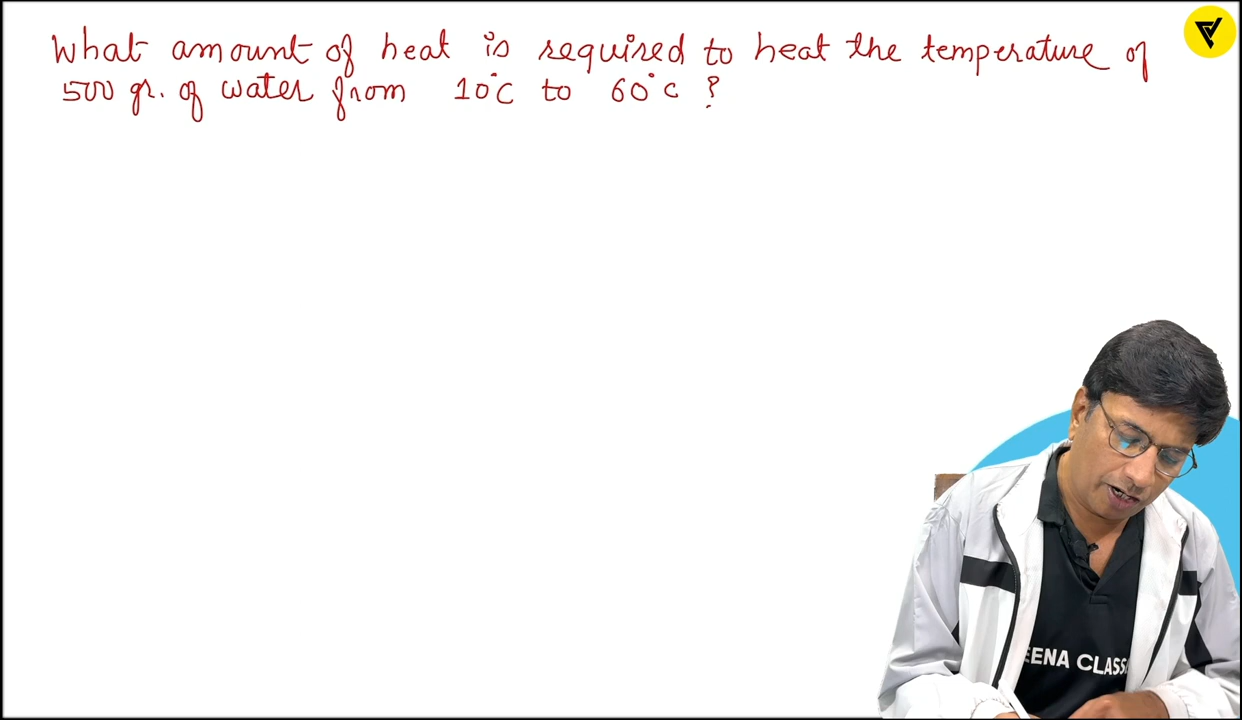 What amount of heat is required to heat the temperature of
500 gr. of water from 10°C to 60°C ?
EENA CLASS